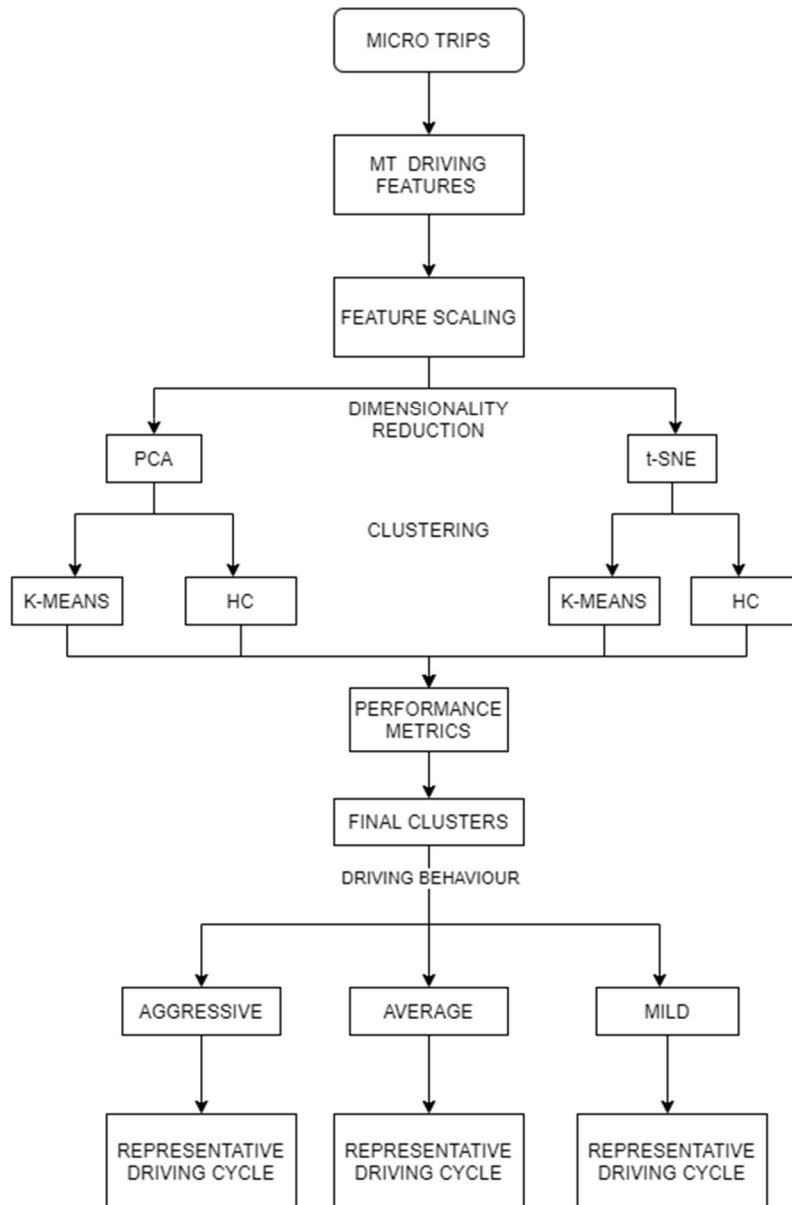 MICRO TRIPS
MT DRIVING
FEATURES
FEATURE SCALING
DIMENSIONALITY
REDUCTION
PCA
t-SNE
CLUSTERING
K-MEANS
HC
K-MEANS
HC
PERFORMANCE
METRICS
FINAL CLUSTERS
DRIVING BEHAVIOUR
AGGRESSIVE
AVERAGE
MILD
REPRESENTATIVE
DRIVING CYCLE
REPRESENTATIVE
DRIVING CYCLE
REPRESENTATIVE
DRIVING CYCLE